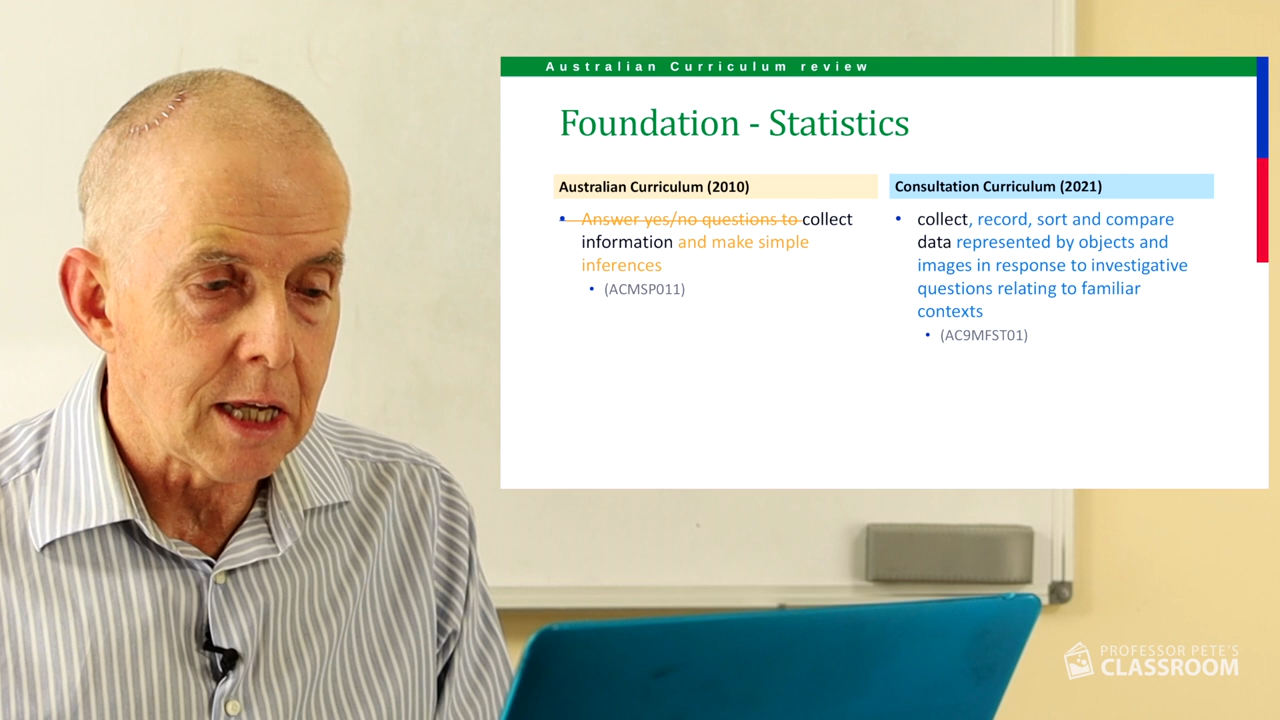 Australian Curriculum review
Foundation - Statistics
Australian Curriculum (2010)
• Answer yes/no questions to collect
information and make simple
inferences
• (ACMSP011)
Consultation Curriculum (2021)
• collect, record, sort and compare
data represented by objects and
images in response to investigative
questions relating to familiar
contexts
• (AC9MFST01)
PROFESSOR PETE'S
CLASSROOM